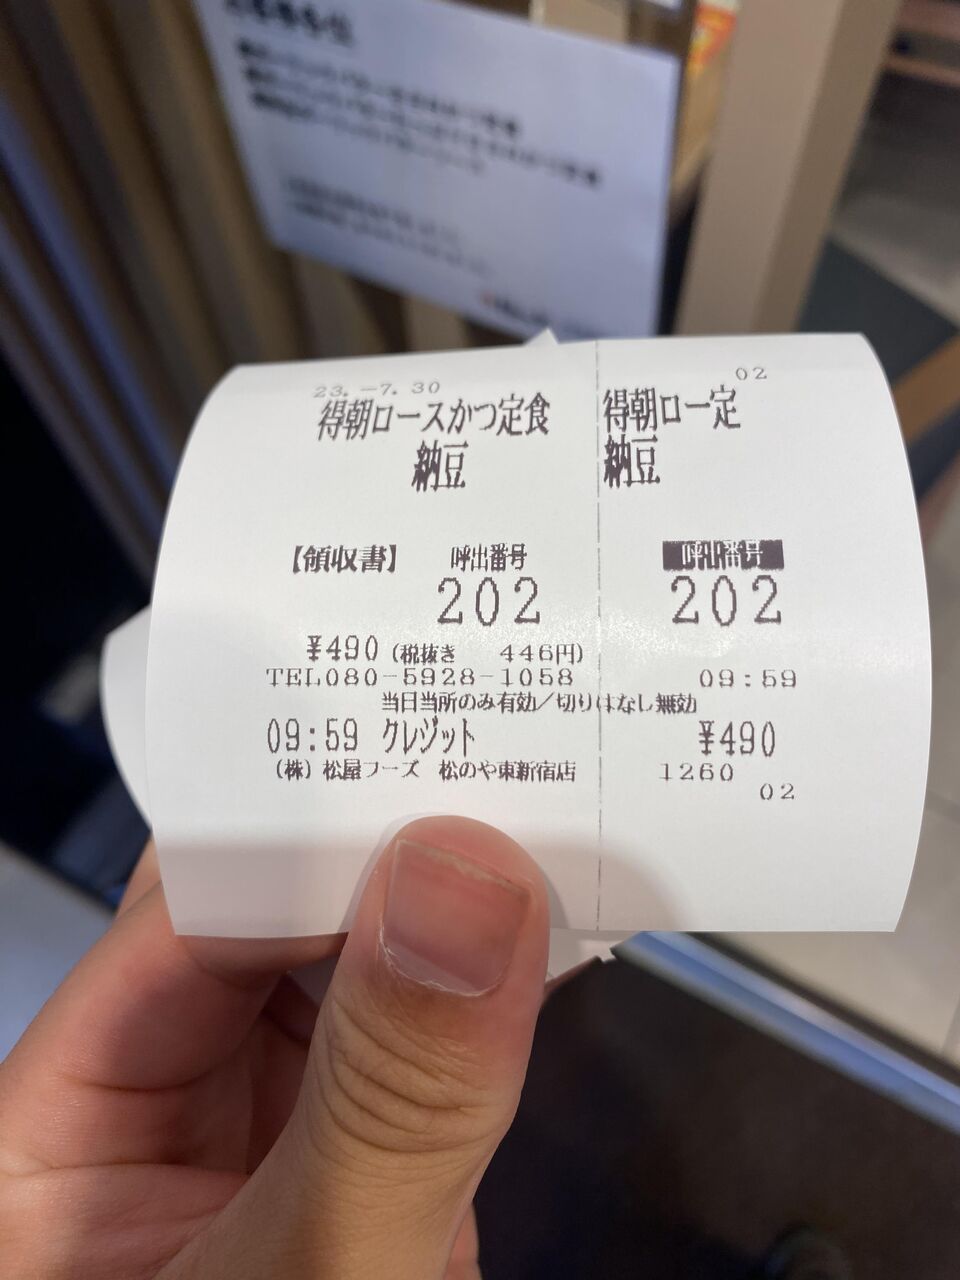 23.-7.30
得朝ロースかつ定食
納豆
【領収書】 呼出番号
202
¥490 (税抜き 446円)
TEL080-5928-1058
当日当所のみ有効/切りはなし無効
09:59 クレジット
(株)松屋フーズ 松のや東新宿店
02
得朝ロー定
納豆
呼出番号
202
09:59
¥490
1260
02